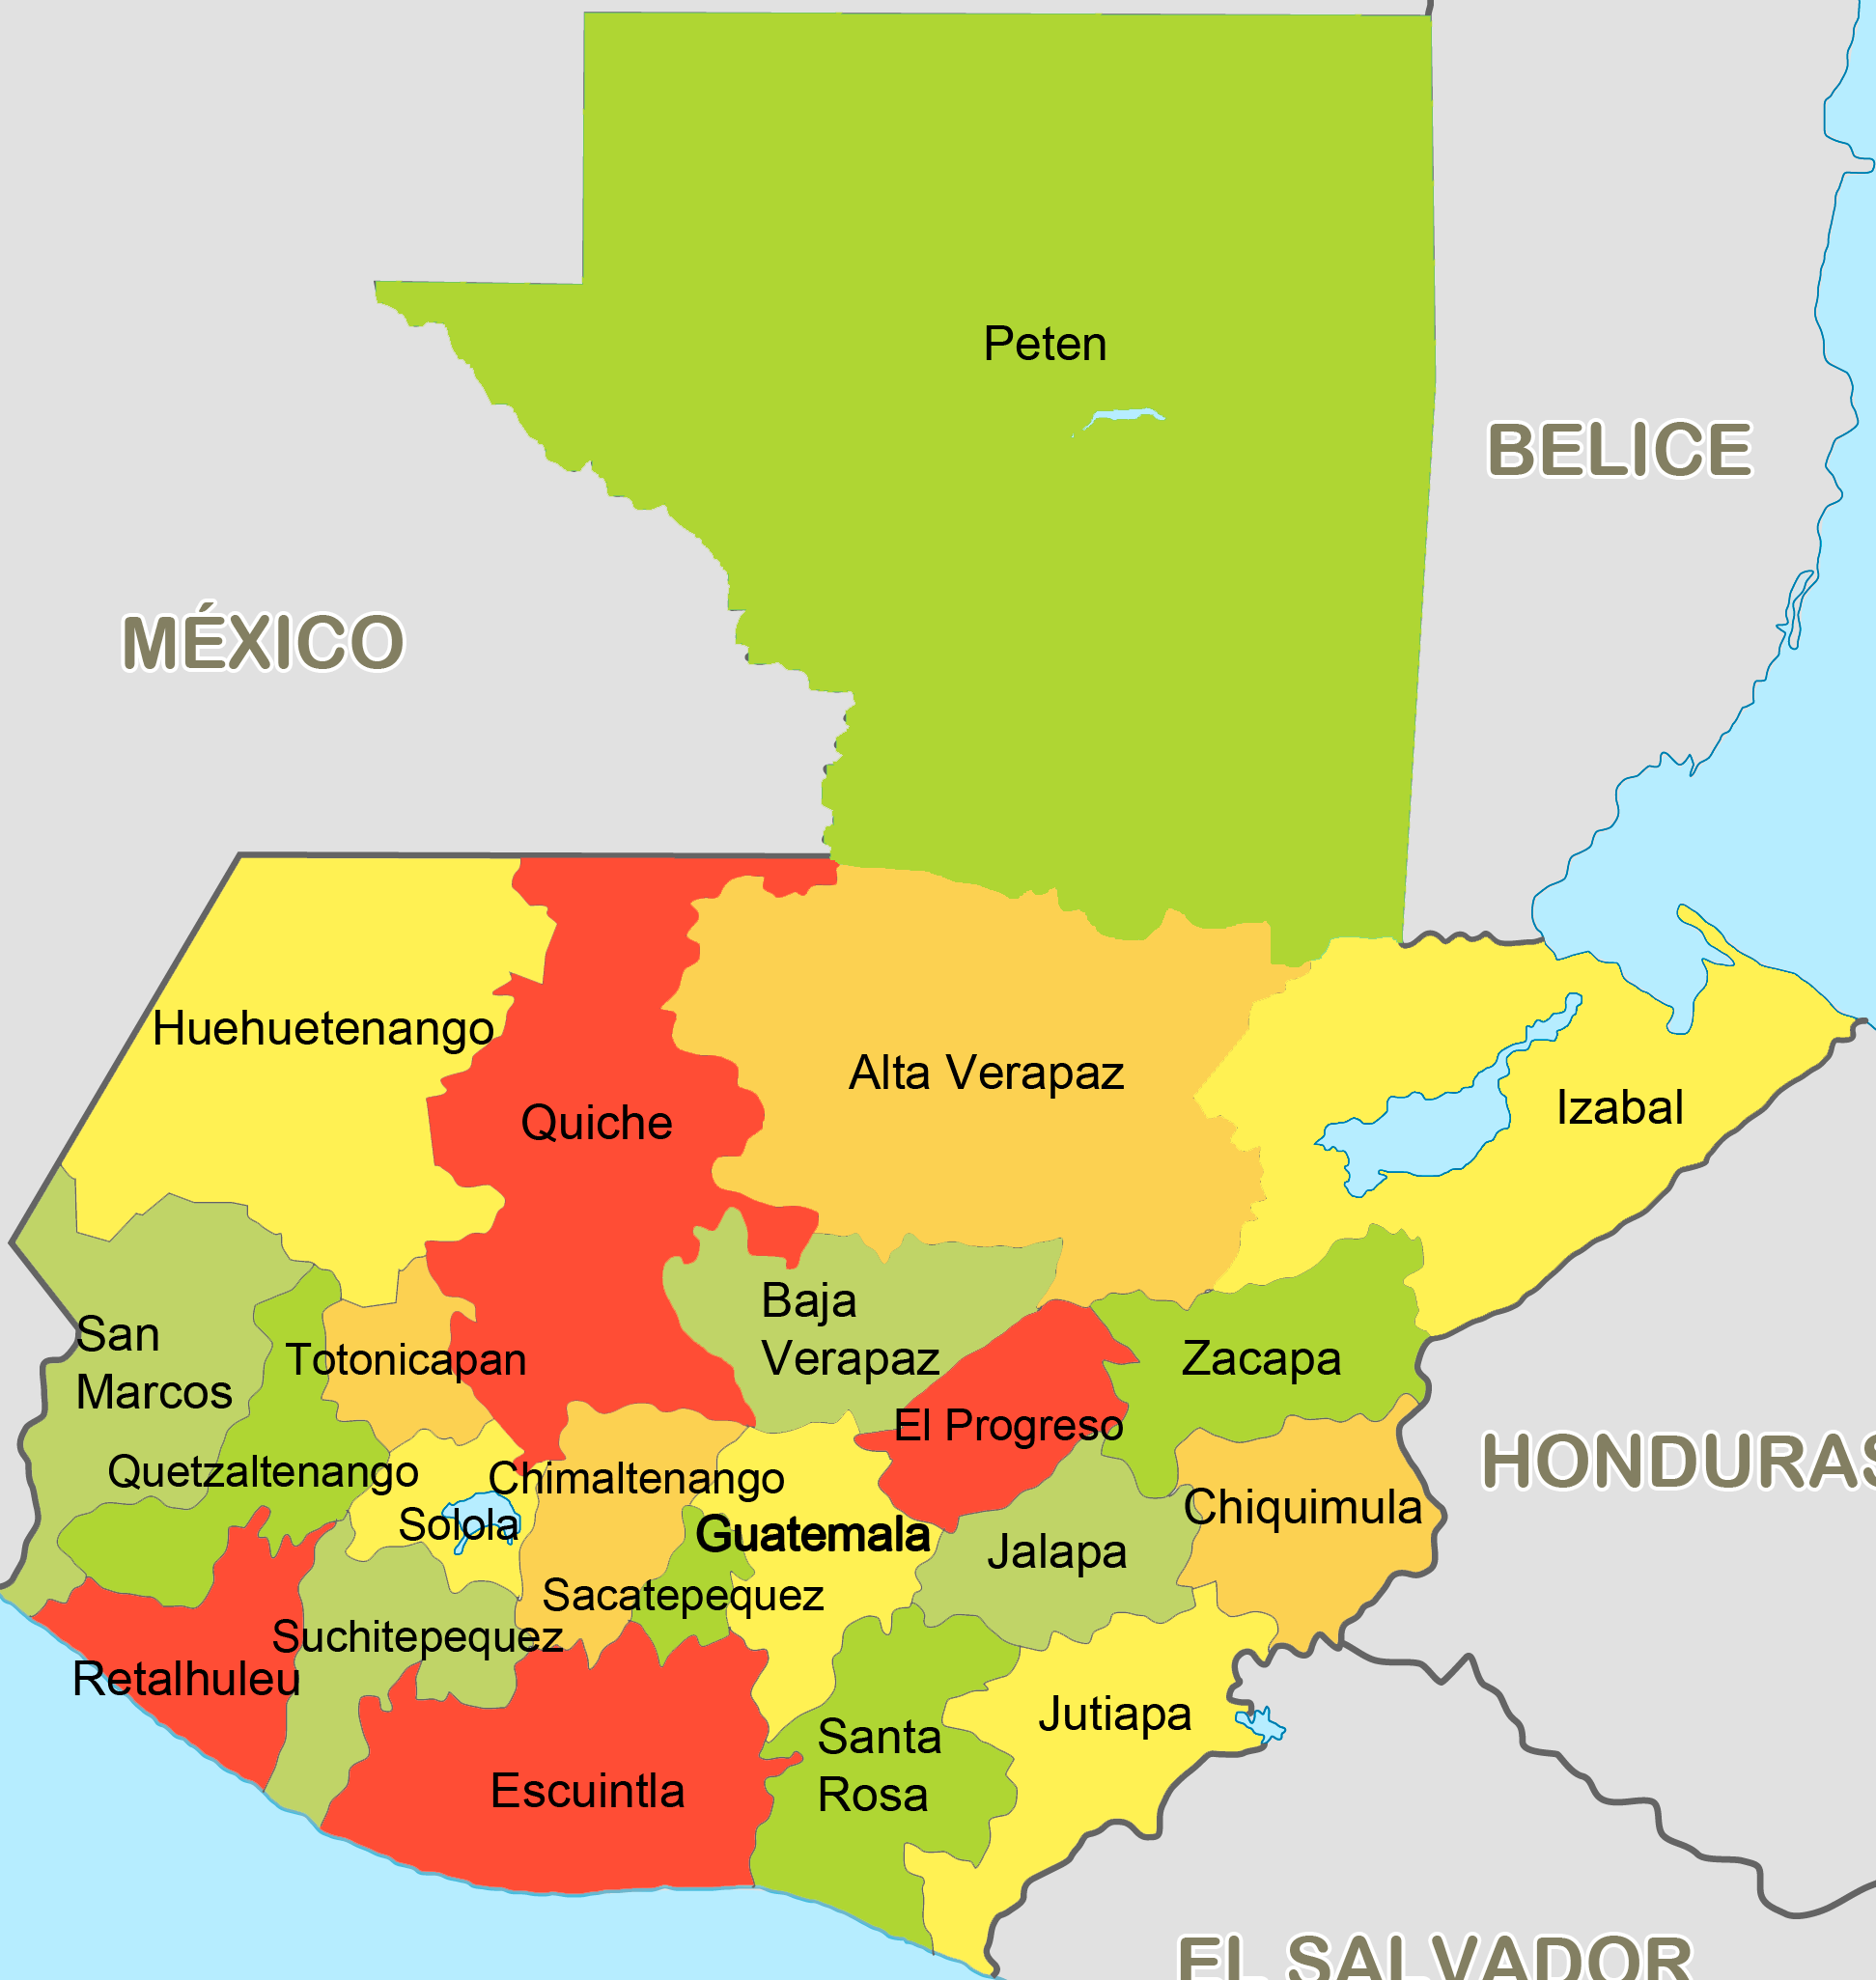 Peten
BELICE
MÉXICO
Huehuetenango
Alta Verapaz
Izabal
Quiche
San
Marcos
Baja
Verapaz
Totonicapan
Zacapa
El Progreso
HONDURAS
Quetzaltenango
Chimaltenango
Chiquimula
Solola
Guatemala
Jalapa
Sacatepequez
Suchitepequez
Retalhuleu
Jutiapa
Santa
Rosa
Escuintla
EL SALVADOR